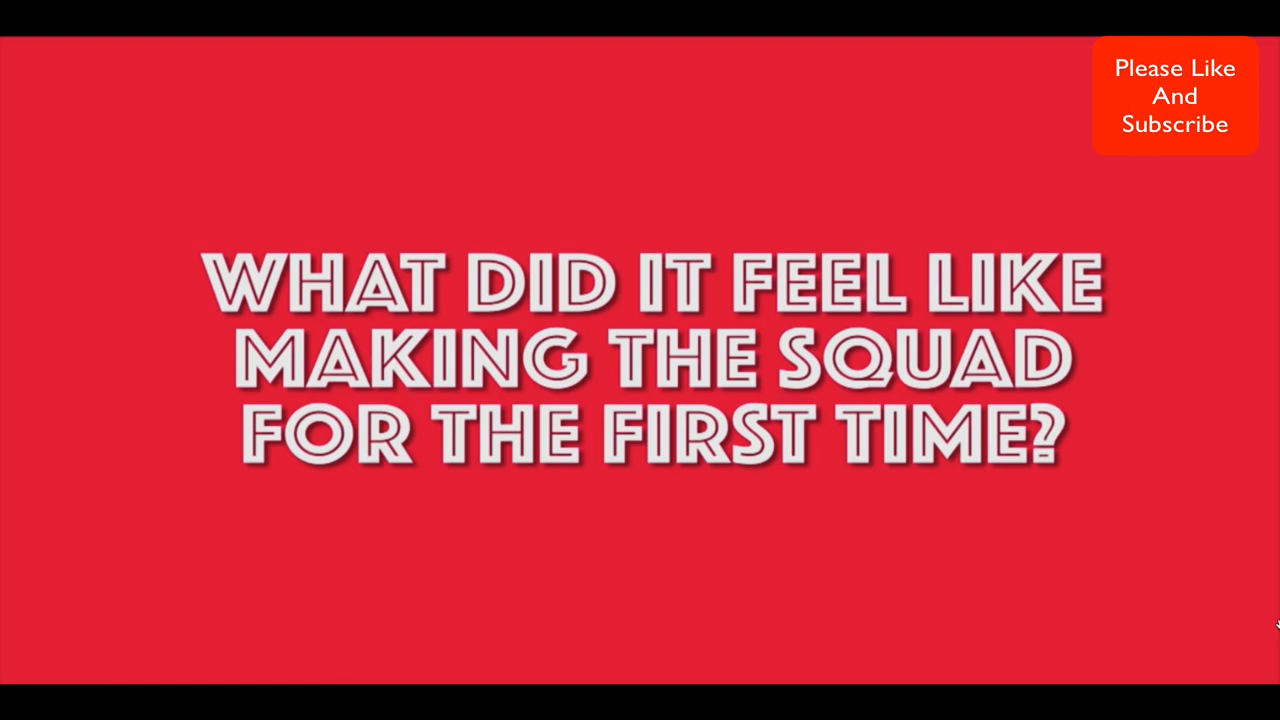 Please Like
And
Subscribe
WHAT DID IT FEEL LIKE
MAKING THE SQUAD
FOR THE FIRST TIME?